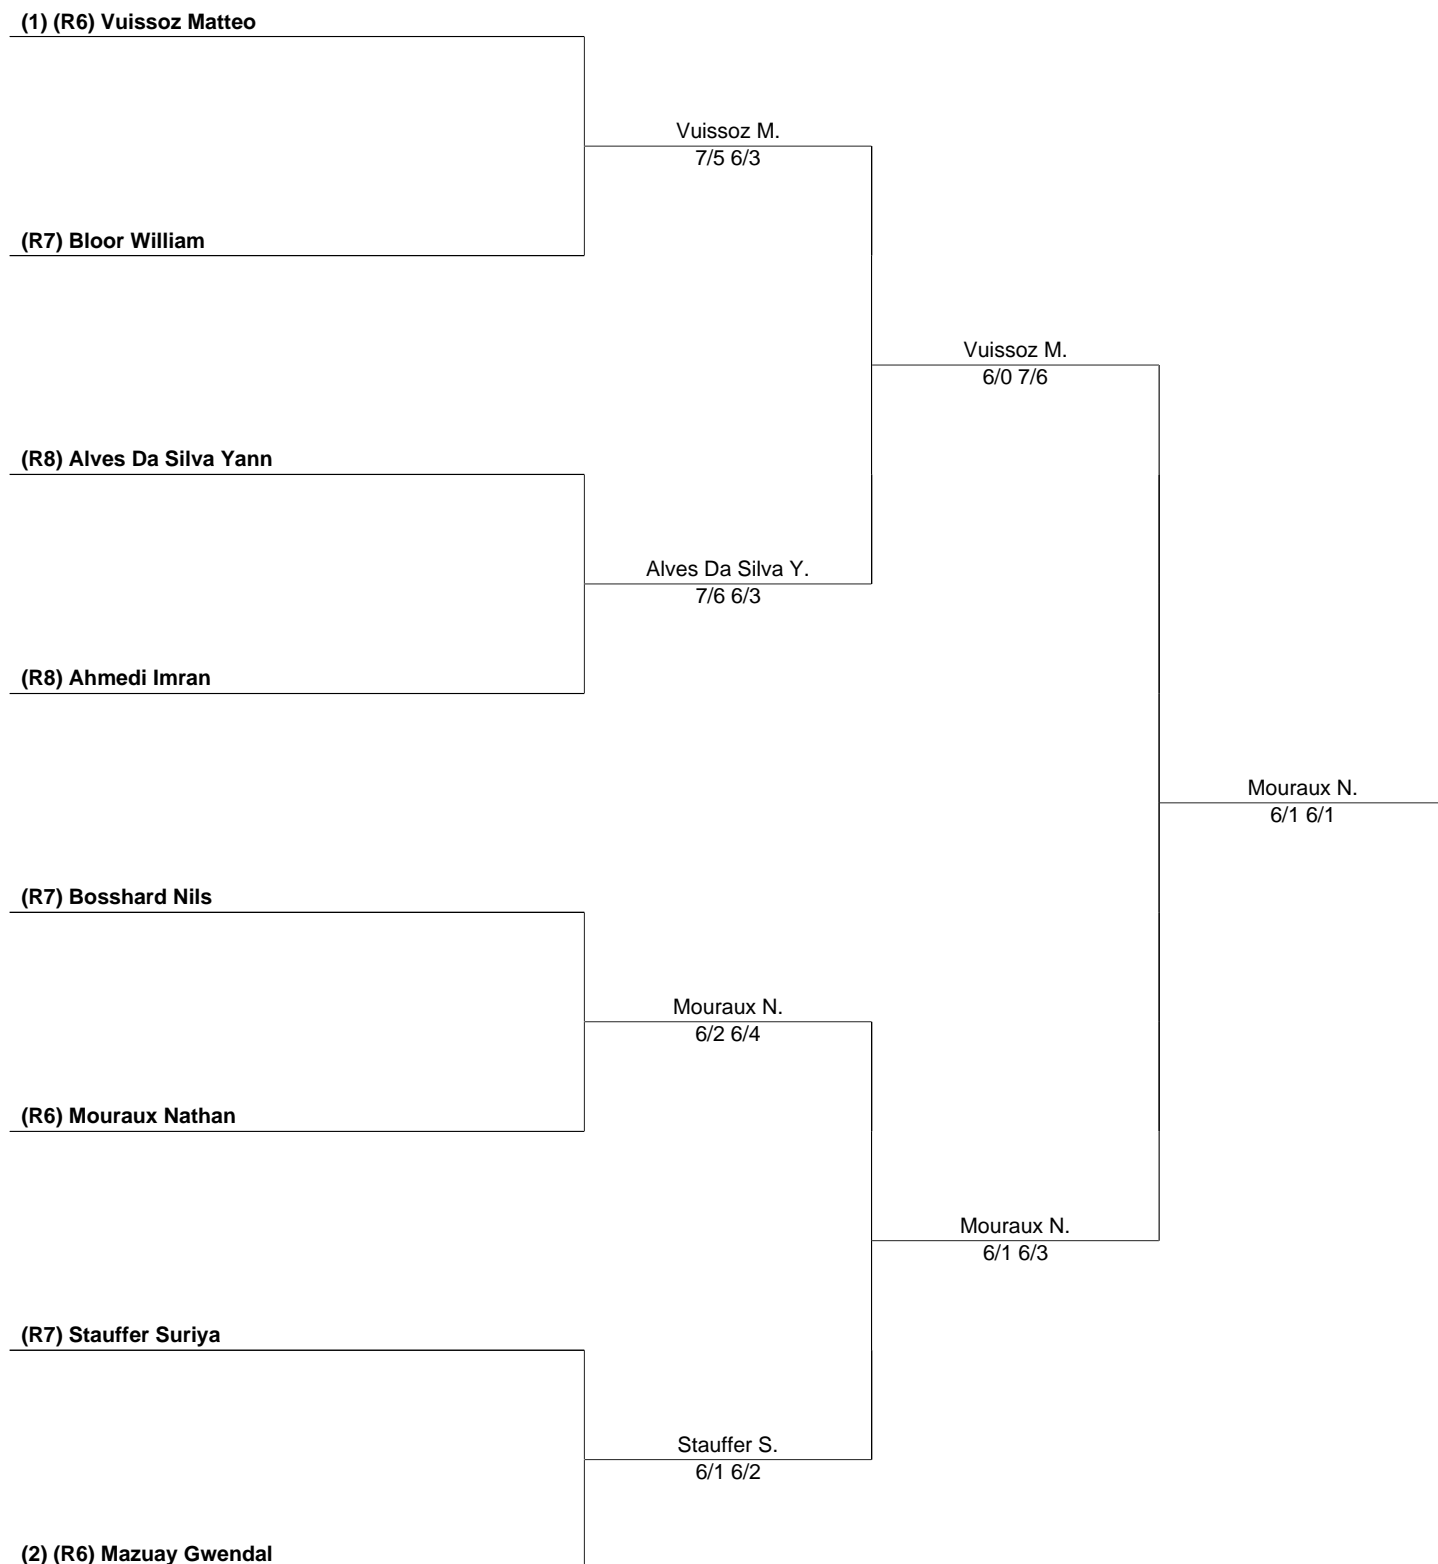 (1) (R6) Vuissoz Matteo
Vuissoz M.
7/5 6/3
(R7) Bloor William
Vuissoz M.
6/0 7/6
(R8) Alves Da Silva Yann
Alves Da Silva Y.
7/6 6/3
(R8) Ahmedi Imran
Mouraux N.
6/1 6/1
(R7) Bosshard Nils
Mouraux N.
6/2 6/4
(R6) Mouraux Nathan
Mouraux N.
6/1 6/3
(R7) Stauffer Suriya
Stauffer S.
6/1 6/2
(2) (R6) Mazuay Gwendal